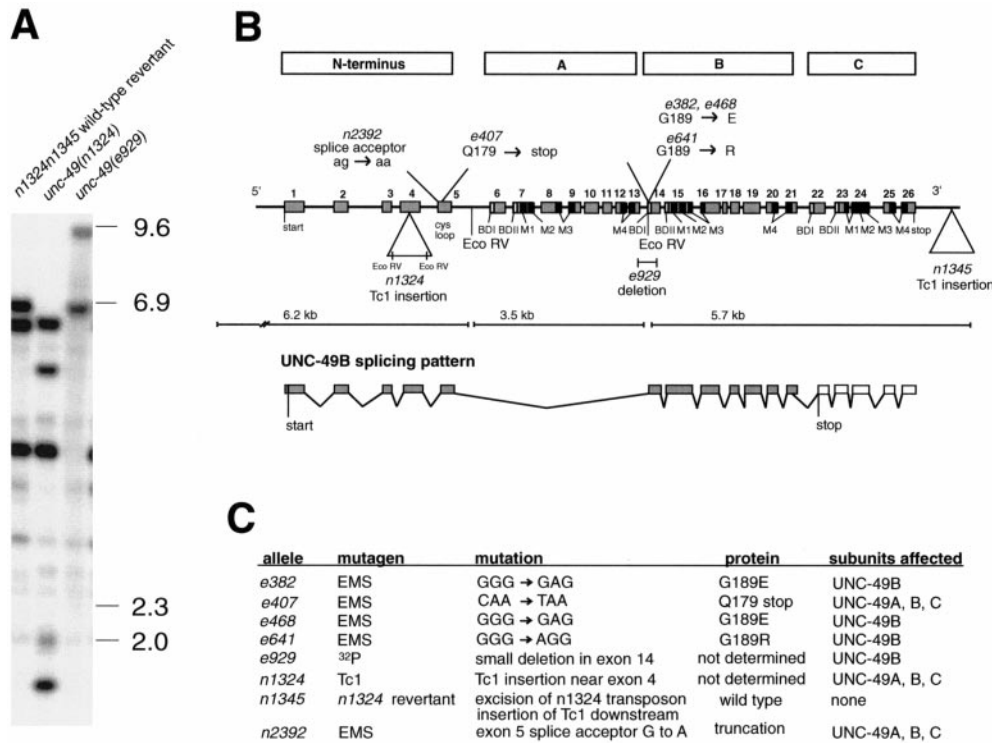 A
n1324n1345 wild-type revertant
unc-49(n1324)
unc-49(e929)
9.6
6.9
2.3
2.0
B
N-terminus A B C
n2392
splice acceptor
ag → aa
e407
Q179 → stop
e382, e468
G189 → E
e641
G189 → R
5' 1 2 3 4 5 6 7 8 9 10 11 12 13 14 15 16 17 18 19 20 21 22 23 24 25 26 3'
start cys loop BDI BDII M1 M2 M3 M4 BDI BDII M1 M2 M3 M4 BDI BDII M1 M2 M3 M4 stop
Eco RV Eco RV
Eco RV Eco RV
n1324
Tc1 insertion
e929
deletion
n1345
Tc1 insertion
6.2 kb 3.5 kb 5.7 kb
UNC-49B splicing pattern
start stop
C
allele mutagen mutation protein subunits affected
e382 EMS GGG → GAG G189E UNC-49B
e407 EMS CAA → TAA Q179 stop UNC-49A, B, C
e468 EMS GGG → GAG G189E UNC-49B
e641 EMS GGG → AGG G189R UNC-49B
e929 32P small deletion in exon 14 not determined UNC-49B
n1324 Tc1 Tc1 insertion near exon 4 not determined UNC-49A, B, C
n1345 n1324 revertant excision of n1324 transposon wild type none
insertion of Tc1 downstream
n2392 EMS exon 5 splice acceptor G to A truncation UNC-49A, B, C